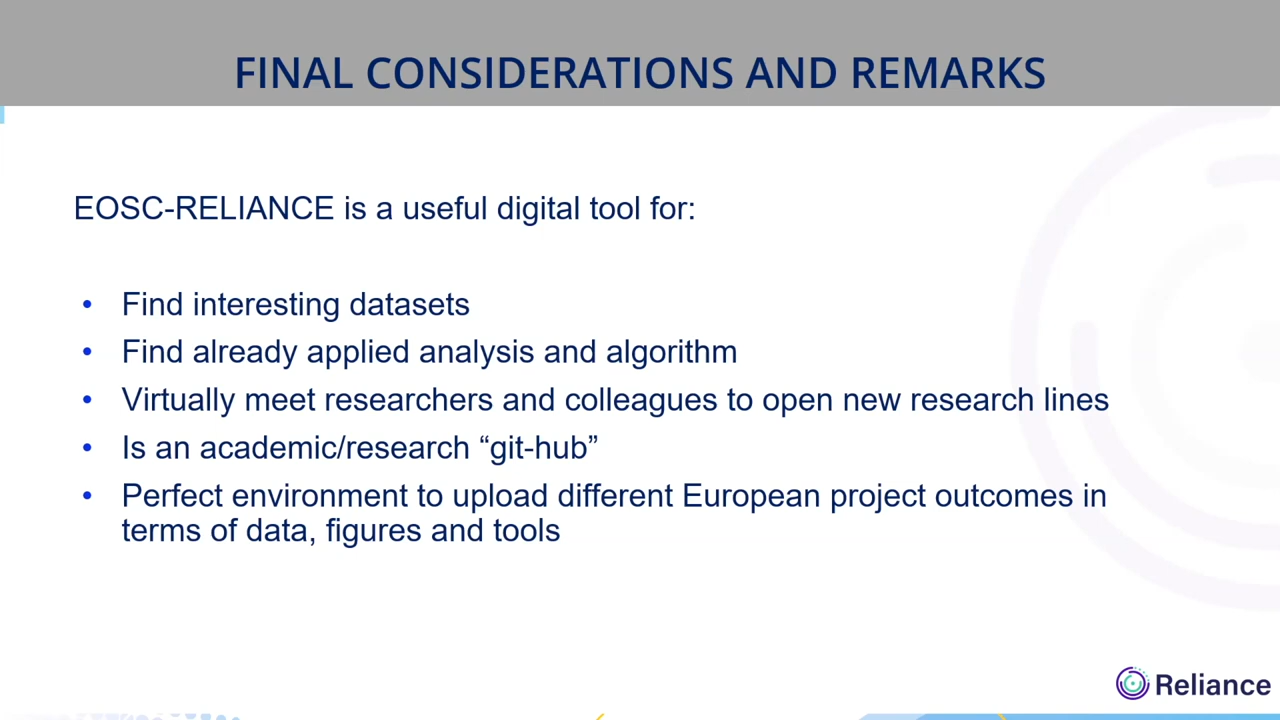 FINAL CONSIDERATIONS AND REMARKS
EOSC-RELIANCE is a useful digital tool for:
• Find interesting datasets
• Find already applied analysis and algorithm
• Virtually meet researchers and colleagues to open new research lines
• Is an academic/research “git-hub”
• Perfect environment to upload different European project outcomes in
terms of data, figures and tools
Reliance